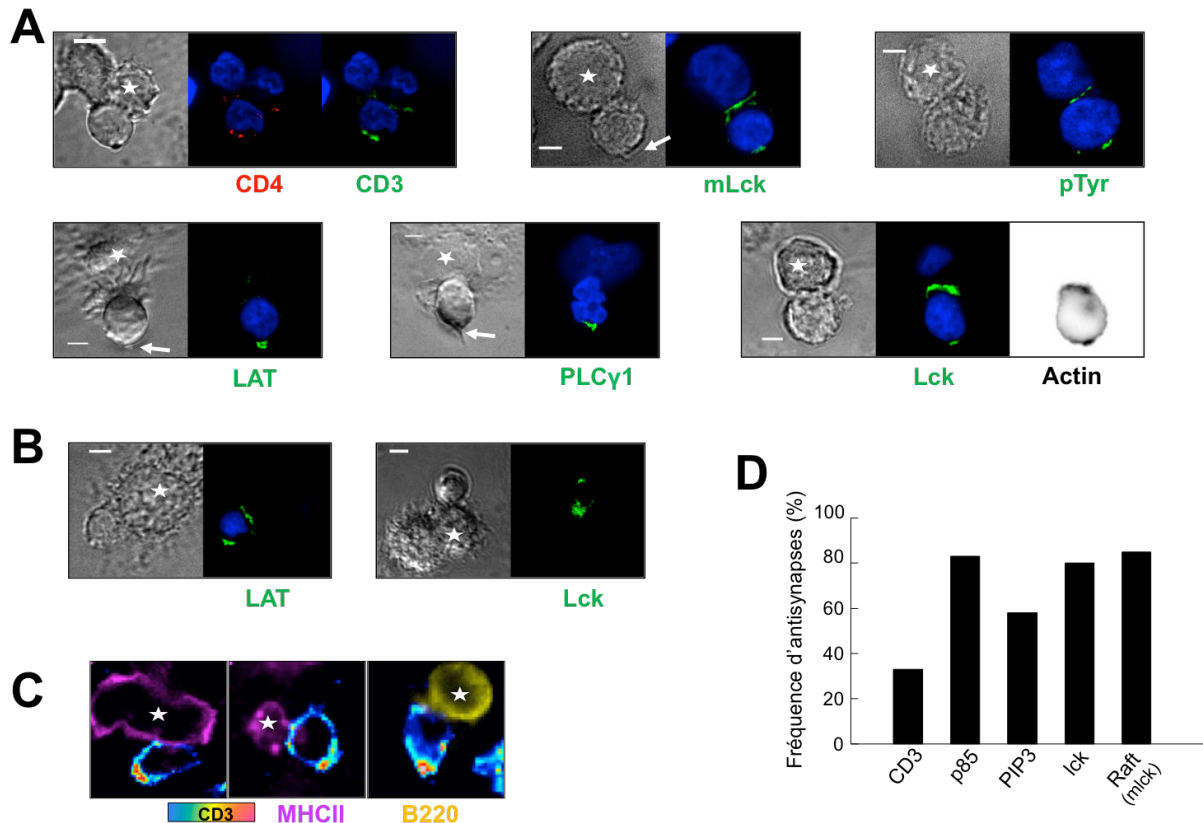 A
CD4 CD3
mLck
pTyr
LAT
PLCγ1
Lck Actin
B
LAT
Lck
C
CD3
MHCII
B220
D
Fréquence d'antisynapses (%)
100
80
60
40
20
0
CD3
p85
PIP3
lck
Raft
(mlck)